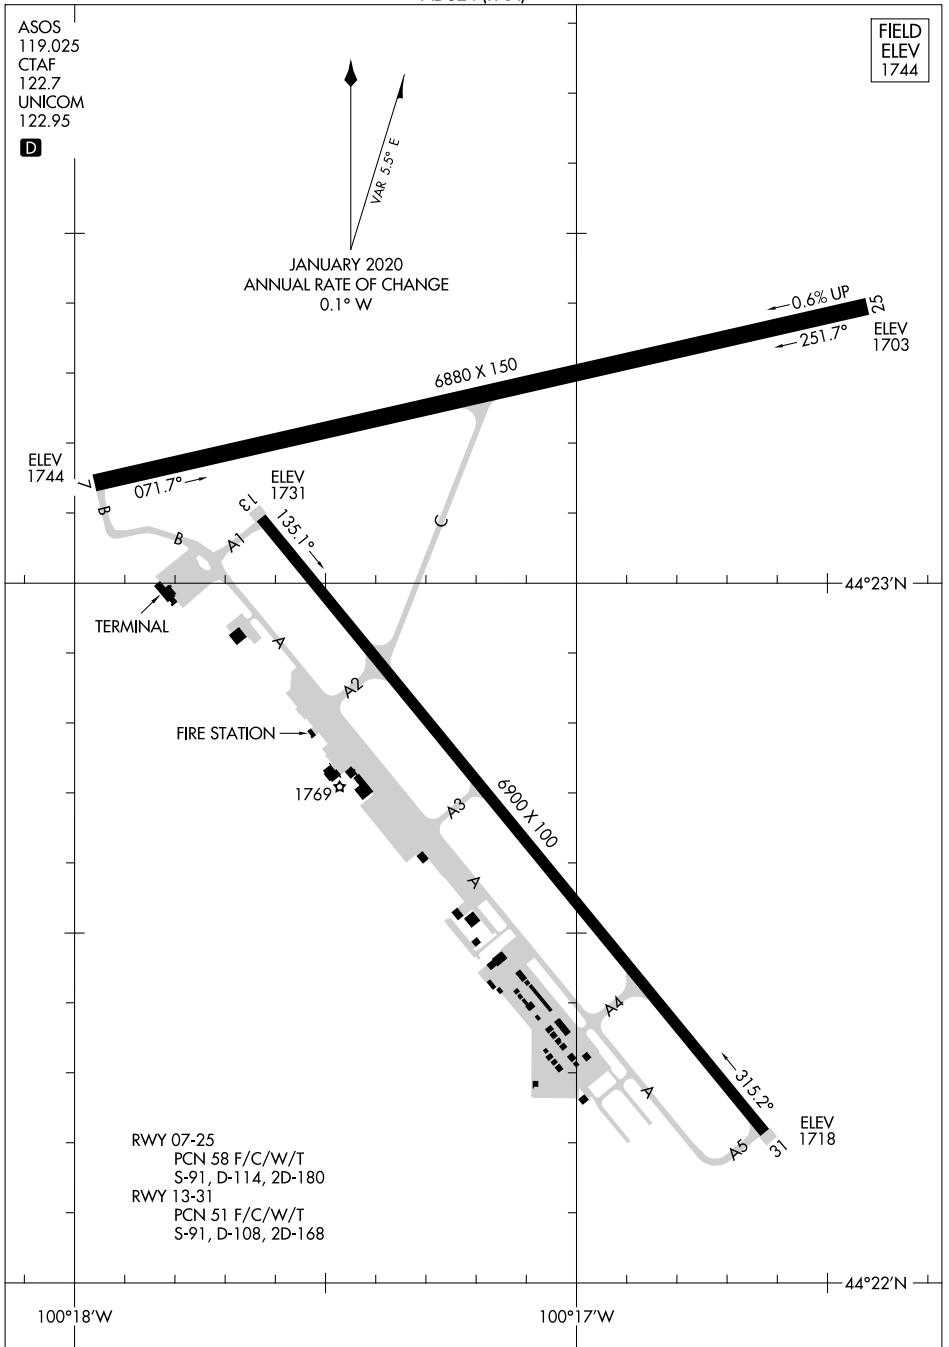 ASOS
119.025
CTAF
122.7
UNICOM
122.95
D
FIELD
ELEV
1744
VAR 5.5° E
JANUARY 2020
ANNUAL RATE OF CHANGE
0.1° W
0.6% UP
25
251.7°
ELEV
1703
6880 X 150
ELEV
1744
7
071.7°
ELEV
1731
13
135.1°
B
B
A1
C
44°23'N
TERMINAL
A
A2
FIRE STATION
1769
A3
6900 X 100
A
A4
A
315.2°
ELEV
1718
31
A5
RWY 07-25
PCN 58 F/C/W/T
S-91, D-114, 2D-180
RWY 13-31
PCN 51 F/C/W/T
S-91, D-108, 2D-168
44°22'N
100°18'W
100°17'W